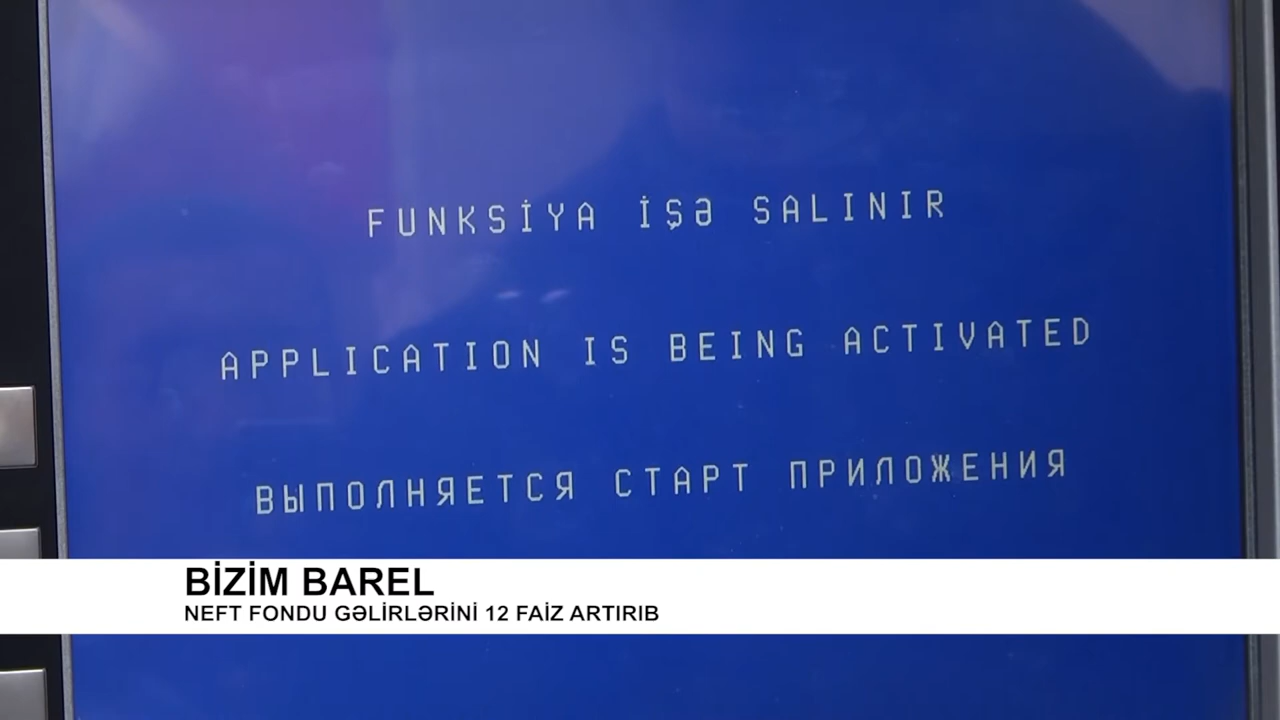 FUNKSİYA İŞƏ SALINIR
APPLICATION IS BEING ACTIVATED
ВЫПОЛНЯЕТСЯ СТАРТ ПРИЛОЖЕНИЯ
BİZİM BAREL
NEFT FONDU GƏLİRLƏRİNİ 12 FAİZ ARTIRIB